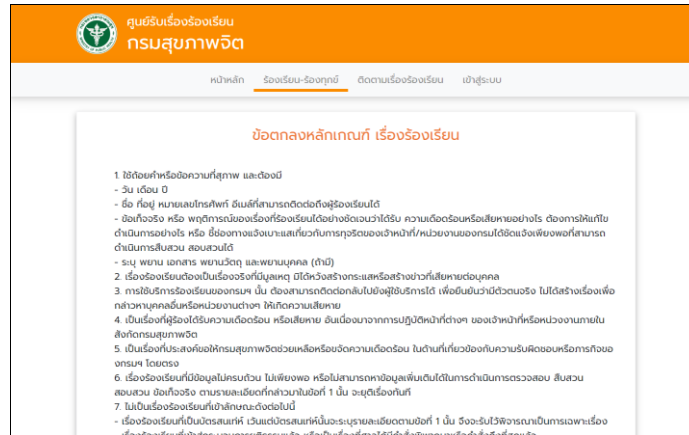 ศูนย์รับเรื่องร้องเรียน
กรมสุขภาพจิต
หน้าหลัก ร้องเรียน-ร้องทุกข์ ติดตามเรื่องร้องเรียน เข้าสู่ระบบ
ข้อตกลงหลักเกณฑ์ เรื่องร้องเรียน
1. ใช้ถ้อยคำหรือข้อความที่สุภาพ และต้องมี
- วัน เดือน ปี
- ชื่อ ที่อยู่ หมายเลขโทรศัพท์ อีเมล์ที่สามารถติดต่อถึงผู้ร้องเรียนได้
- ข้อเท็จจริง หรือ พฤติการณ์ของเรื่องที่ร้องเรียนได้อย่างชัดเจนว่าได้รับ ความเดือดร้อนหรือเสียหายอย่างไร ต้องการให้แก้ไข
ดำเนินการอย่างไร หรือ ชี้ช่องทางแจ้งเบาะแสเกี่ยวกับการทุจริตของเจ้าหน้าที่/หน่วยงานของกรมได้ชัดแจ้งเพียงพอที่สามารถ
ดำเนินการสืบสวน สอบสวนได้
- ระบุ พยาน เอกสาร พยานวัตถุ และพยานบุคคล (ถ้ามี)
2. เรื่องร้องเรียนต้องเป็นเรื่องจริงที่มีมูลเหตุ มิได้หวังสร้างกระแสหรือสร้างข่าวที่เสียหายต่อบุคคล
3. การใช้บริการร้องเรียนของกรมฯ นั้น ต้องสามารถติดต่อกลับไปยังผู้ใช้บริการได้ เพื่อยืนยันว่ามีตัวตนจริง ไม่ได้สร้างเรื่องเพื่อ
กล่าวหาบุคคลอื่นหรือหน่วยงานต่างๆ ให้เกิดความเสียหาย
4. เป็นเรื่องที่ผู้ร้องได้รับความเดือดร้อน หรือเสียหาย อันเนื่องมาจากการปฏิบัติหน้าที่ต่างๆ ของเจ้าหน้าที่หรือหน่วงงานภายใน
สังกัดกรมสุขภาพจิต
5. เป็นเรื่องที่ประสงค์ขอให้กรมสุขภาพจิตช่วยเหลือหรือขจัดความเดือดร้อน ในด้านที่เกี่ยวข้องกับความรับผิดชอบหรือภารกิจขอ
งกรมฯ โดยตรง
6. เรื่องร้องเรียนที่มีข้อมูลไม่ครบถ้วน ไม่เพียงพอ หรือไม่สามารถหาข้อมูลเพิ่มเติมได้ในการดำเนินการตรวจสอบ สืบสวน
สอบสวน ข้อเท็จจริง ตามรายละเอียดที่กล่าวมาในข้อที่ 1 นั้น จะยุติเรื่องทันที
7. ไม่เป็นเรื่องร้องเรียนที่เข้าลักษณะดังต่อไปนี้
- เรื่องร้องเรียนที่เป็นบัตรสนเท่ห์ เว้นแต่บัตรสนเท่ห์นั้นจะระบุรายละเอียดตามข้อที่ 1 นั้น จึงจะรับไว้พิจารณาเป็นการเฉพาะเรื่อง